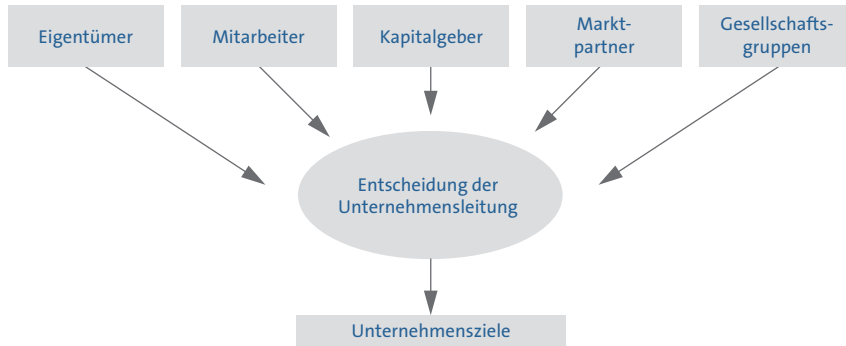 Eigentümer
Mitarbeiter
Kapitalgeber
Markt-
partner
Gesellschafts-
gruppen
Entscheidung der
Unternehmensleitung
Unternehmensziele